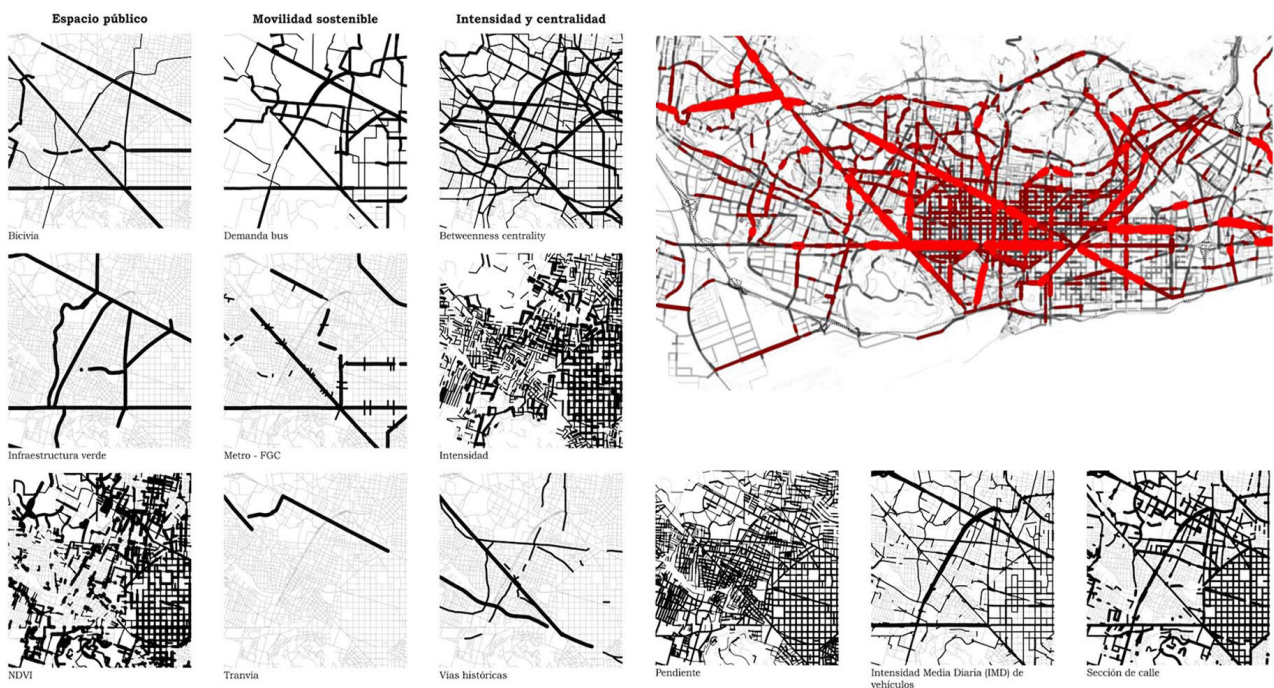 Espacio público
Movilidad sostenible
Intensidad y centralidad
Bicivia
Demanda bus
Betweenness centrality
Infraestructura verde
Metro - FGC
Intensidad
NDVI
Tranvía
Vías históricas
Pendiente
Intensidad Media Diaria (IMD) de
vehículos
Sección de calle